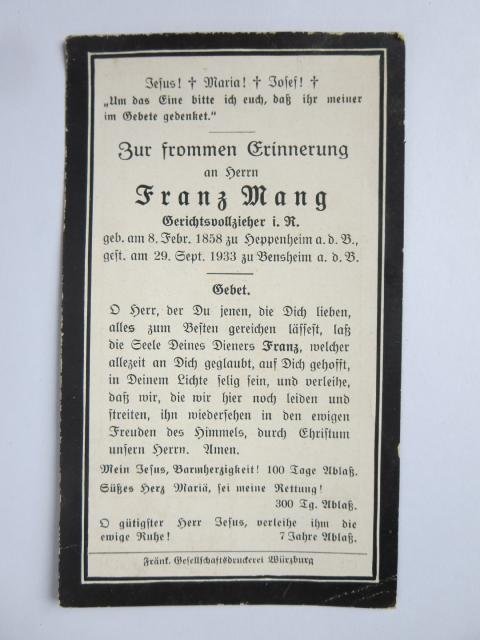 Jesus! † Maria! † Josef! †
„Um das Eine bitte ich euch, daß ihr meiner
im Gebete gedenket.“
Zur frommen Erinnerung
an Herrn
Franz Mang
Gerichtsvollzieher i. R.
geb. am 8. Febr. 1858 zu Heppenheim a. d. B.,
gest. am 29. Sept. 1933 zu Bensheim a. d. B.
Gebet.
O Herr, der Du jenen, die Dich lieben,
alles zum Besten gereichen lässest, laß
die Seele Deines Dieners Franz, welcher
allezeit an Dich geglaubt, auf Dich gehofft,
in Deinem Lichte selig sein, und verleihe,
daß wir, die wir hier noch leiden und
streiten, ihn wiedersehen in den ewigen
Freuden des Himmels, durch Christum
unsern Herrn. Amen.
Mein Jesus, Barmherzigkeit! 100 Tage Ablaß.
Süßes Herz Mariä, sei meine Rettung!
300 Tg. Ablaß.
O gütigster Herr Jesus, verleihe ihm die
ewige Ruhe! 7 Jahre Ablaß.
Fränk. Gesellschaftsdruckerei Würzburg